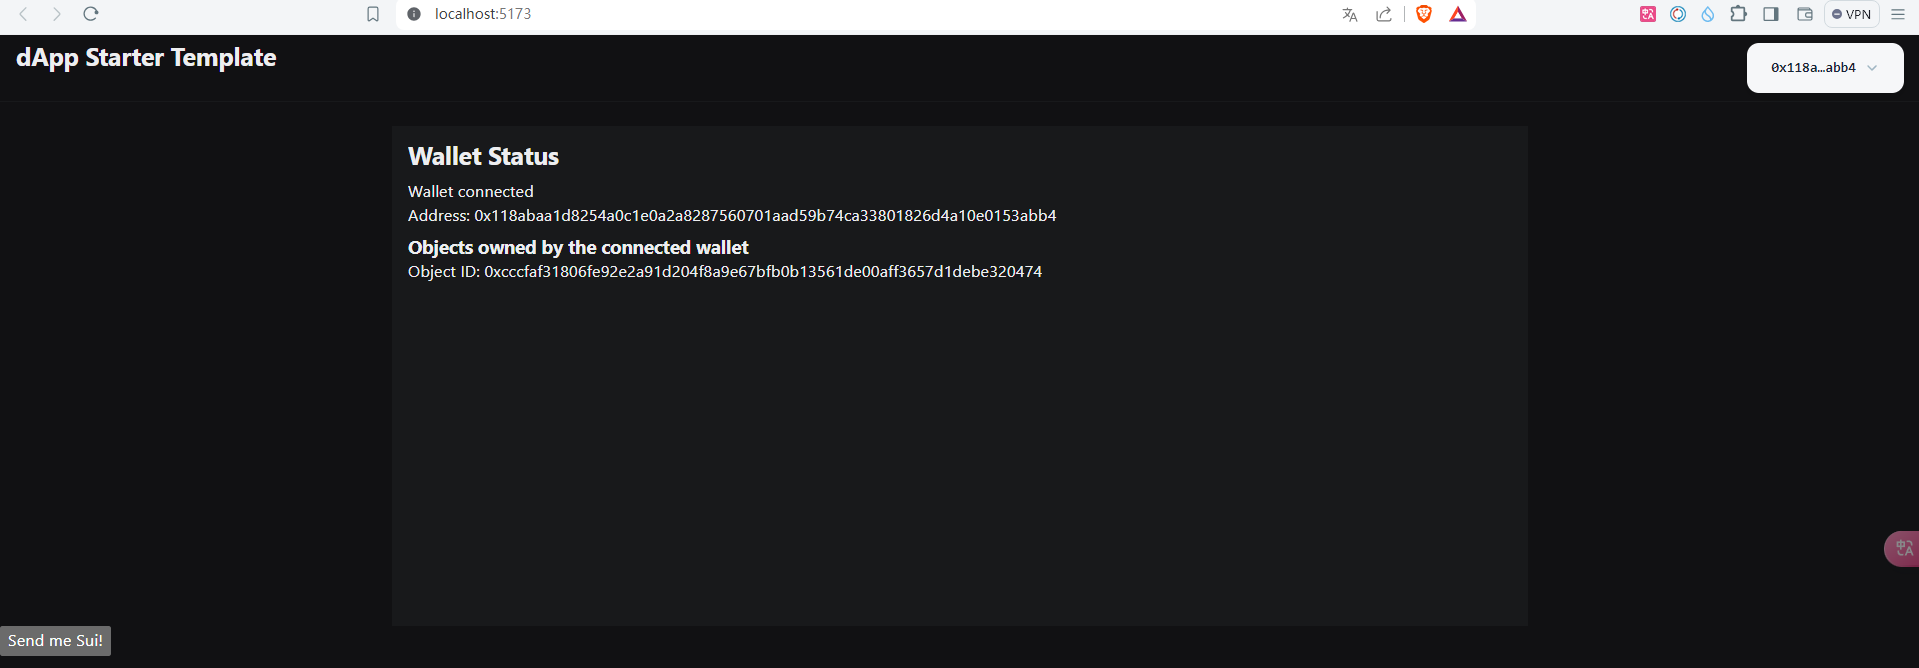 localhost:5173
VPN
dApp Starter Template
0x118a…abb4
Wallet Status
Wallet connected
Address: 0x118abaa1d8254a0c1e0a2a8287560701aad59b74ca33801826d4a10e0153abb4
Objects owned by the connected wallet
Object ID: 0xcccfaf31806fe92e2a91d204f8a9e67bfb0b13561de00aff3657d1debe320474
Send me Sui!